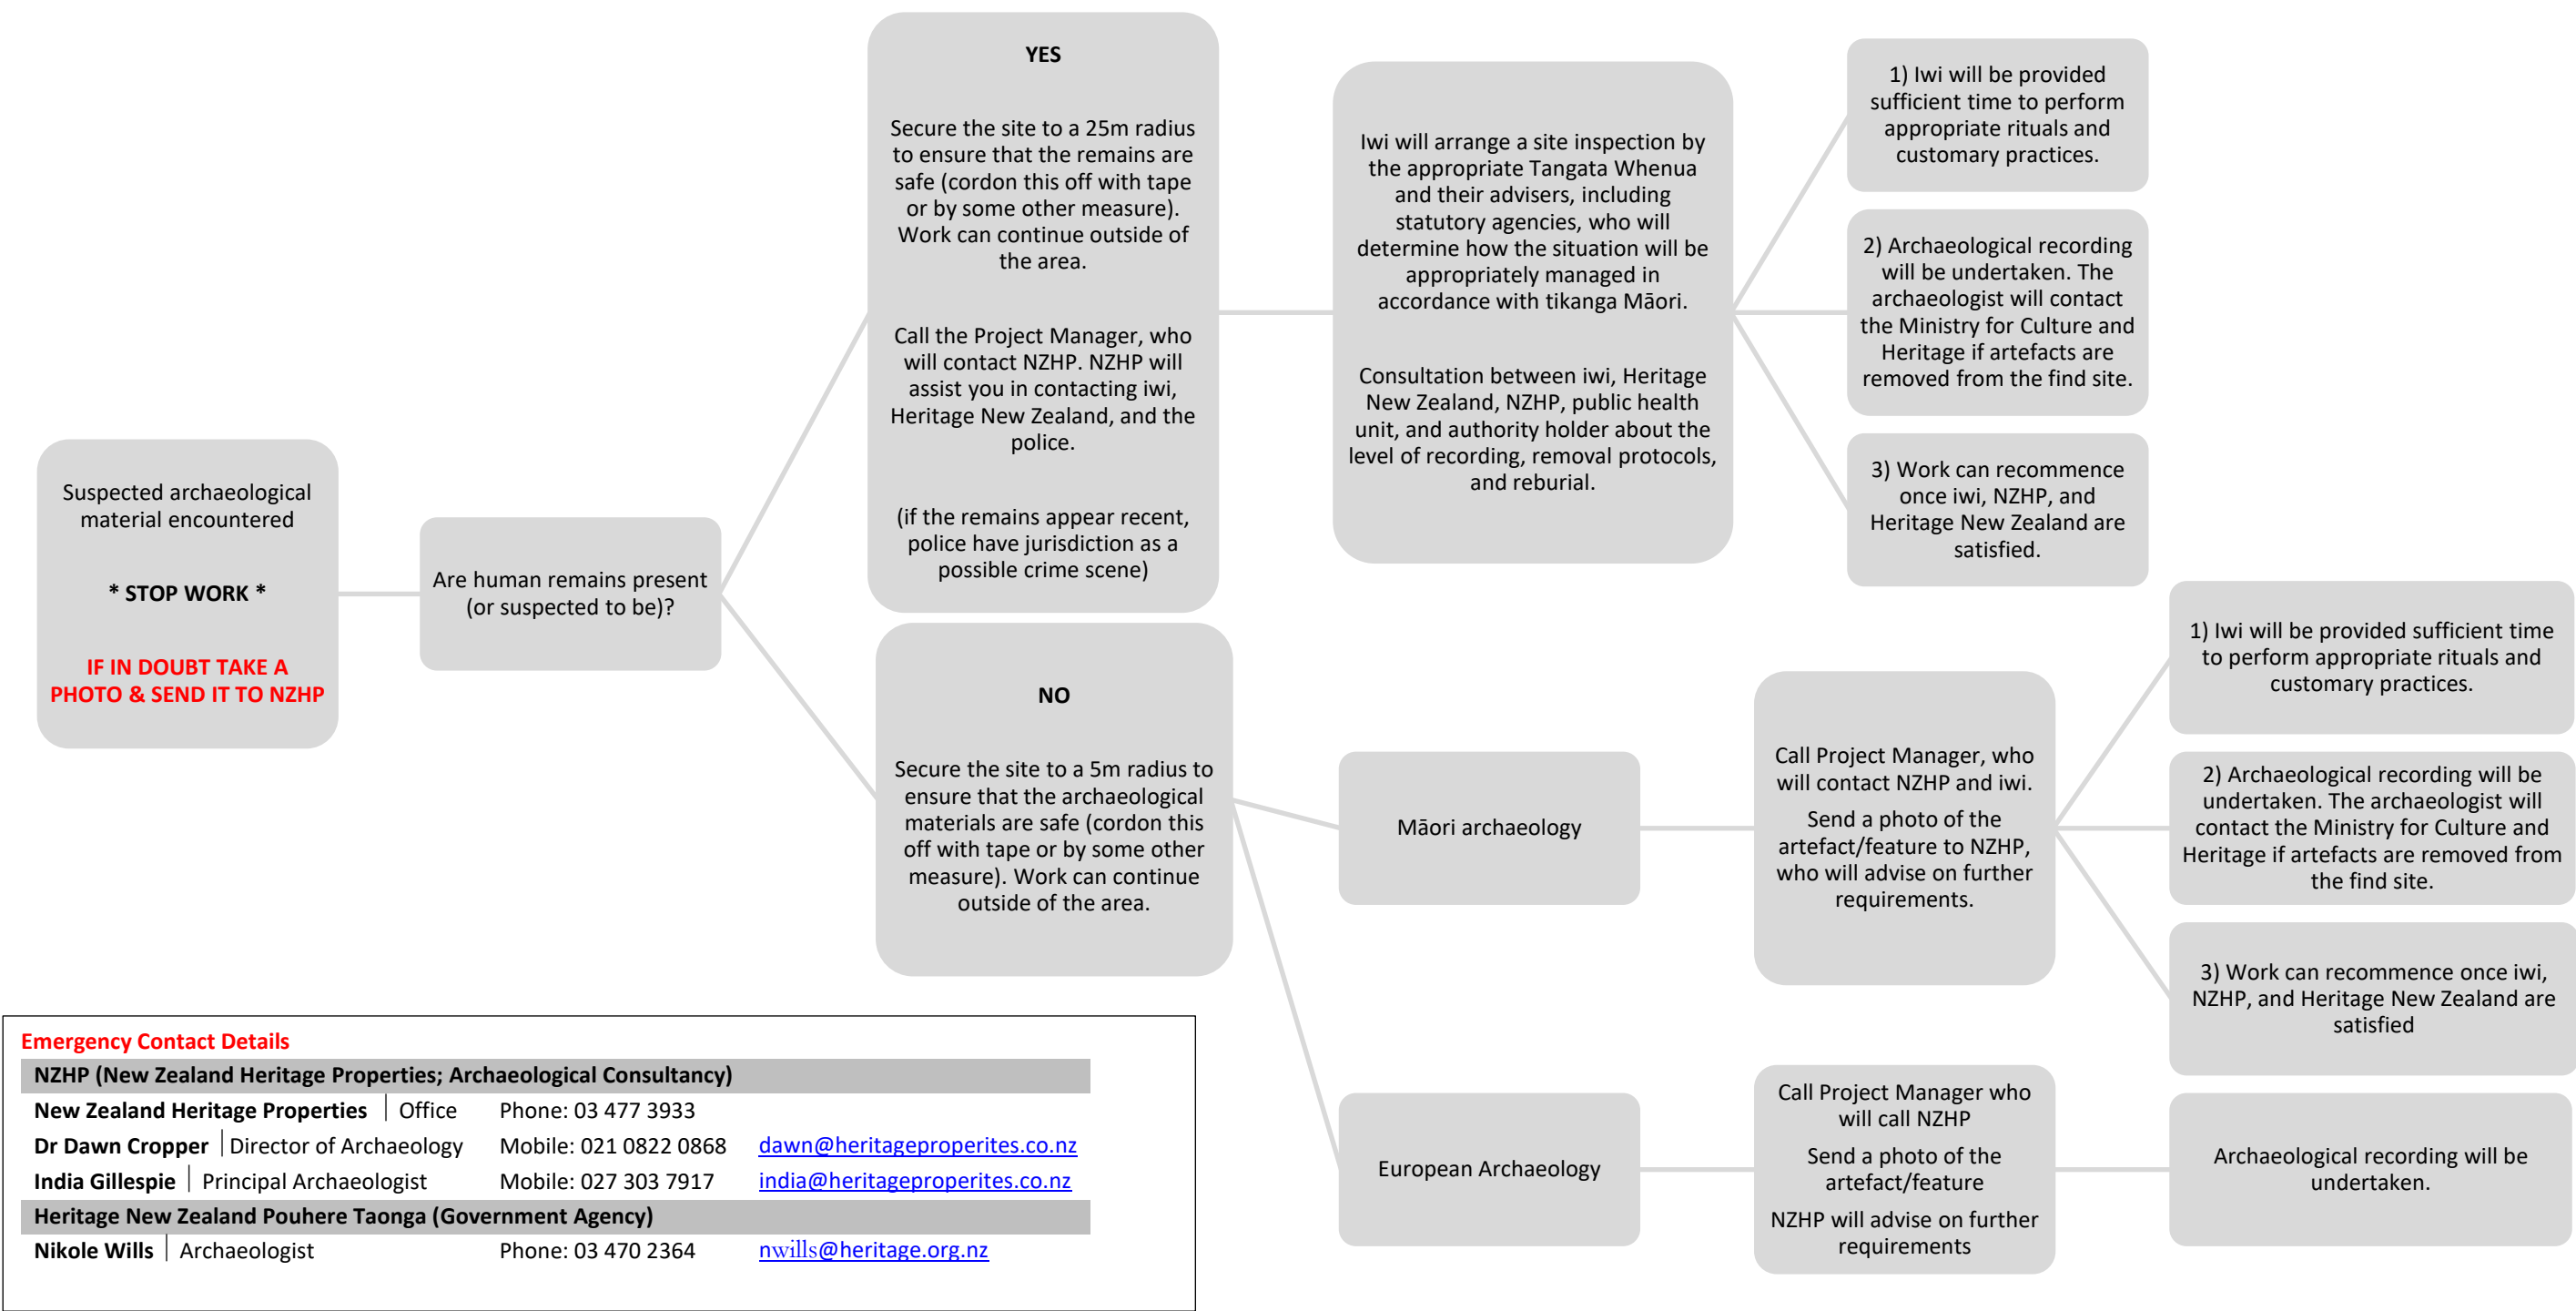 Suspected archaeological
material encountered
* STOP WORK *
IF IN DOUBT TAKE A
PHOTO & SEND IT TO NZHP
Are human remains present
(or suspected to be)?
YES
Secure the site to a 25m radius
to ensure that the remains are
safe (cordon this off with tape
or by some other measure).
Work can continue outside of
the area.
Call the Project Manager, who
will contact NZHP. NZHP will
assist you in contacting iwi,
Heritage New Zealand, and the
police.
(if the remains appear recent,
police have jurisdiction as a
possible crime scene)
Iwi will arrange a site inspection by
the appropriate Tangata Whenua
and their advisers, including
statutory agencies, who will
determine how the situation will be
appropriately managed in
accordance with tikanga Māori.
Consultation between iwi, Heritage
New Zealand, NZHP, public health
unit, and authority holder about the
level of recording, removal protocols,
and reburial.
1) Iwi will be provided
sufficient time to perform
appropriate rituals and
customary practices.
2) Archaeological recording
will be undertaken. The
archaeologist will contact
the Ministry for Culture and
Heritage if artefacts are
removed from the find site.
3) Work can recommence
once iwi, NZHP, and
Heritage New Zealand are
satisfied.
NO
Secure the site to a 5m radius to
ensure that the archaeological
materials are safe (cordon this
off with tape or by some other
measure). Work can continue
outside of the area.
Māori archaeology
Call Project Manager, who
will contact NZHP and iwi.
Send a photo of the
artefact/feature to NZHP,
who will advise on further
requirements.
1) Iwi will be provided sufficient time
to perform appropriate rituals and
customary practices.
2) Archaeological recording will be
undertaken. The archaeologist will
contact the Ministry for Culture and
Heritage if artefacts are removed from
the find site.
3) Work can recommence once iwi,
NZHP, and Heritage New Zealand are
satisfied
European Archaeology
Call Project Manager who
will call NZHP
Send a photo of the
artefact/feature
NZHP will advise on further
requirements
Archaeological recording will be
undertaken.
Emergency Contact Details
NZHP (New Zealand Heritage Properties; Archaeological Consultancy)
New Zealand Heritage Properties | Office Phone: 03 477 3933
Dr Dawn Cropper | Director of Archaeology Mobile: 021 0822 0868 dawn@heritageproperites.co.nz
India Gillespie | Principal Archaeologist Mobile: 027 303 7917 india@heritageproperites.co.nz
Heritage New Zealand Pouhere Taonga (Government Agency)
Nikole Wills | Archaeologist Phone: 03 470 2364 nwills@heritage.org.nz